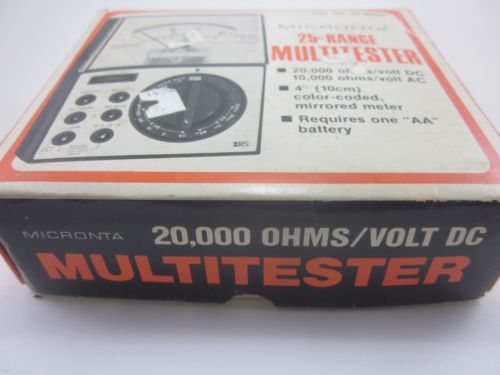 MICRONTA
25-RANGE
MULTITESTER
■ 20,000 ohms/volt DC
10,000 ohms/volt AC
■ 4" (10cm)
color-coded,
mirrored meter
■ Requires one "AA"
battery
RS
MICRONTA 20,000 OHMS/VOLT DC
MULTITESTER